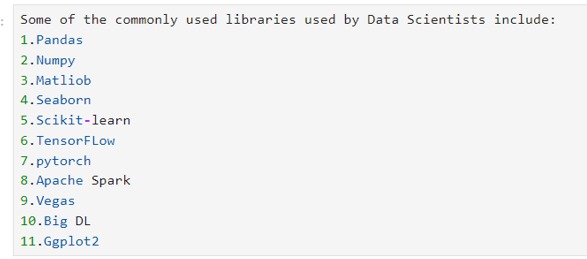 Some of the commonly used libraries used by Data Scientists include:
1.Pandas
2.Numpy
3.Matliob
4.Seaborn
5.Scikit-learn
6.TensorFLow
7.pytorch
8.Apache Spark
9.Vegas
10.Big DL
11.Ggplot2